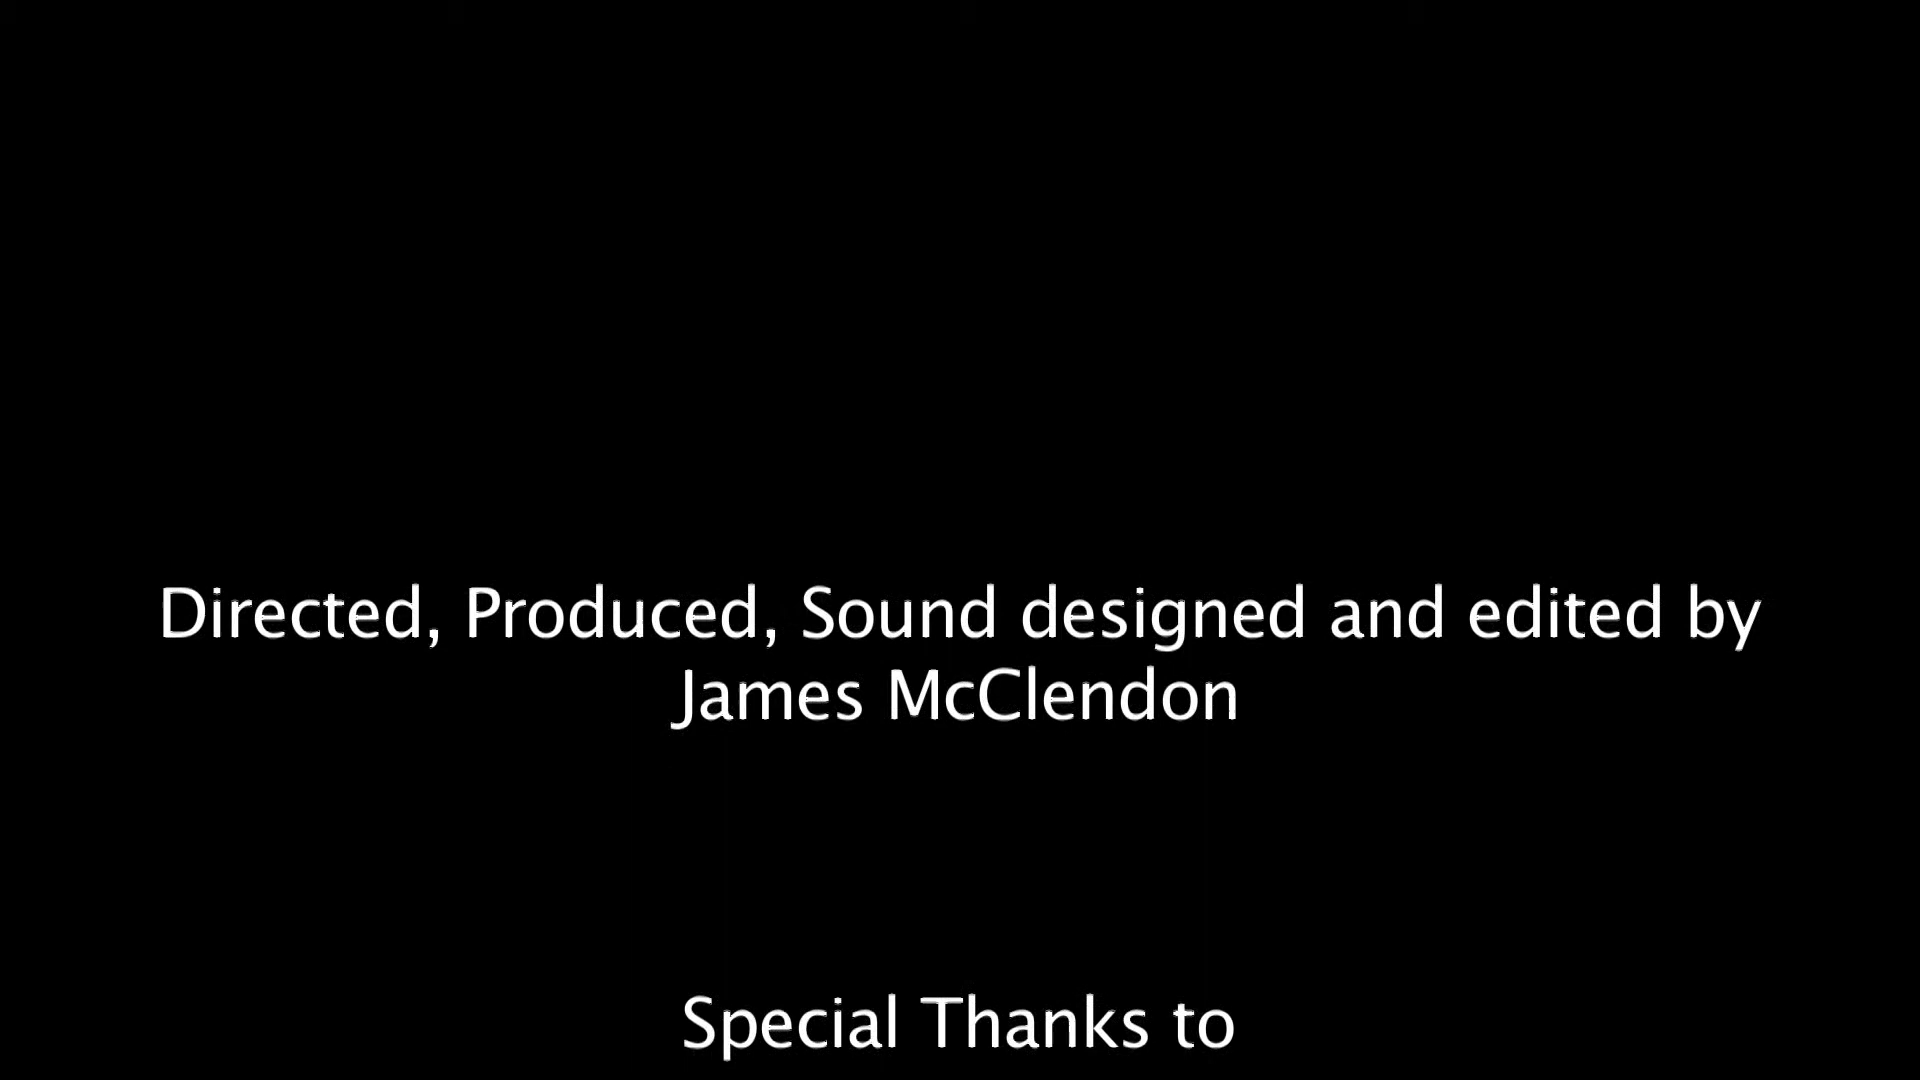 Directed, Produced, Sound designed and edited by
James McClendon
Special Thanks to